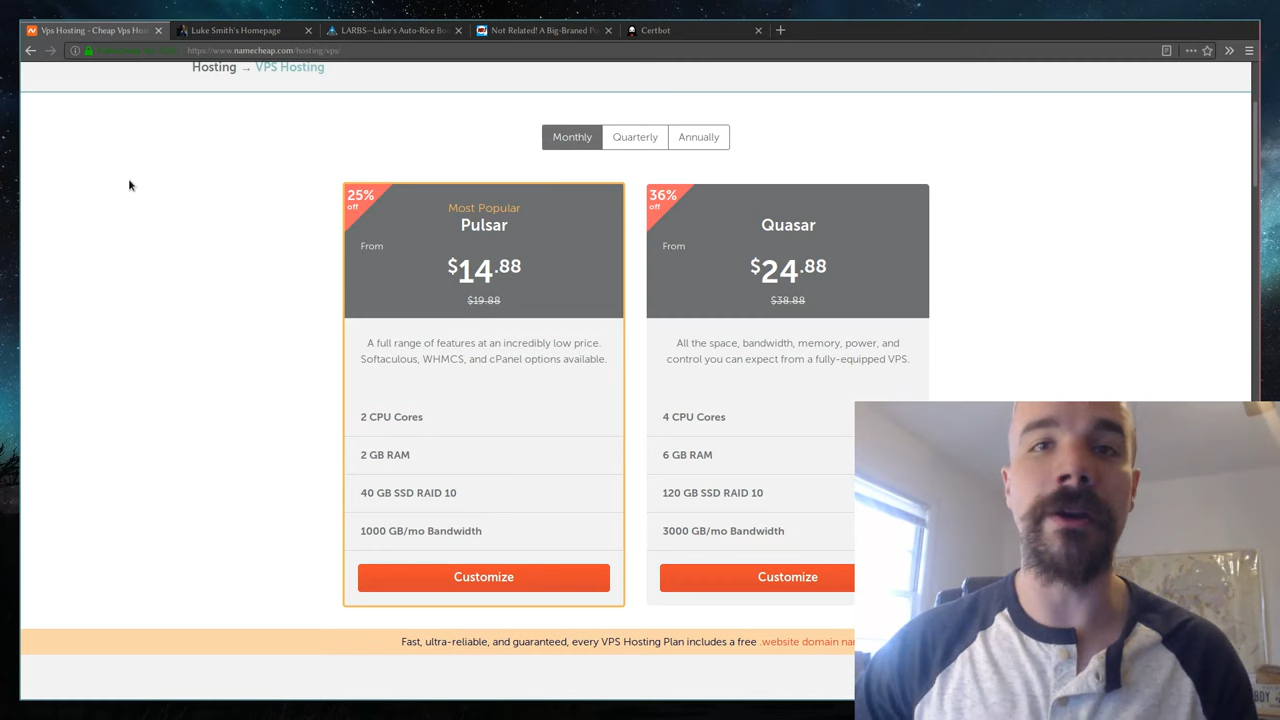 Vps Hosting - Cheap Vps Hos
Luke Smith's Homepage
LARBS—Luke's Auto-Rice Boo
Not Related! A Big-Braned Po
Certbot
https://www.namecheap.com/hosting/vps/
Hosting → VPS Hosting
Monthly
Quarterly
Annually
25%
off
Most Popular
Pulsar
From
$14.88
$19.88
A full range of features at an incredibly low price.
Softaculous, WHMCS, and cPanel options available.
2 CPU Cores
2 GB RAM
40 GB SSD RAID 10
1000 GB/mo Bandwidth
Customize
36%
off
Quasar
From
$24.88
$38.88
All the space, bandwidth, memory, power, and
control you can expect from a fully-equipped VPS.
4 CPU Cores
6 GB RAM
120 GB SSD RAID 10
3000 GB/mo Bandwidth
Customize
Fast, ultra-reliable, and guaranteed, every VPS Hosting Plan includes a free .website domain nar